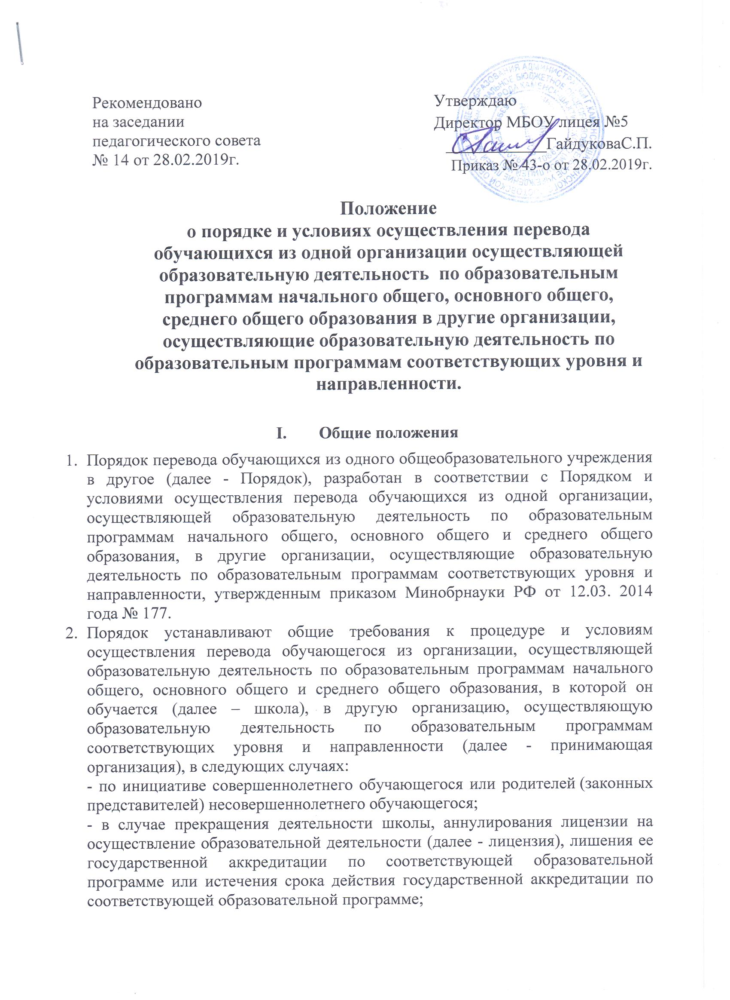 Рекомендовано
на заседании
педагогического совета
№ 14 от 28.02.2019г.
Утверждаю
Директор МБОУ лицея №5
ГайдуковаС.П.
Приказ № 43-о от 28.02.2019г.
Положение
о порядке и условиях осуществления перевода
обучающихся из одной организации осуществляющей
образовательную деятельность по образовательным
программам начального общего, основного общего,
среднего общего образования в другие организации,
осуществляющие образовательную деятельность по
образовательным программам соответствующих уровня и
направленности.
I. Общие положения
1. Порядок перевода обучающихся из одного общеобразовательного учреждения
в другое (далее - Порядок), разработан в соответствии с Порядком и
условиями осуществления перевода обучающихся из одной организации,
осуществляющей образовательную деятельность по образовательным
программам начального общего, основного общего и среднего общего
образования, в другие организации, осуществляющие образовательную
деятельность по образовательным программам соответствующих уровня и
направленности, утвержденным приказом Минобрнауки РФ от 12.03. 2014
года № 177.
2. Порядок устанавливают общие требования к процедуре и условиям
осуществления перевода обучающегося из организации, осуществляющей
образовательную деятельность по образовательным программам начального
общего, основного общего и среднего общего образования, в которой он
обучается (далее – школа), в другую организацию, осуществляющую
образовательную деятельность по образовательным программам
соответствующих уровня и направленности (далее - принимающая
организация), в следующих случаях:
- по инициативе совершеннолетнего обучающегося или родителей (законных
представителей) несовершеннолетнего обучающегося;
- в случае прекращения деятельности школы, аннулирования лицензии на
осуществление образовательной деятельности (далее - лицензия), лишения ее
государственной аккредитации по соответствующей образовательной
программе или истечения срока действия государственной аккредитации по
соответствующей образовательной программе;